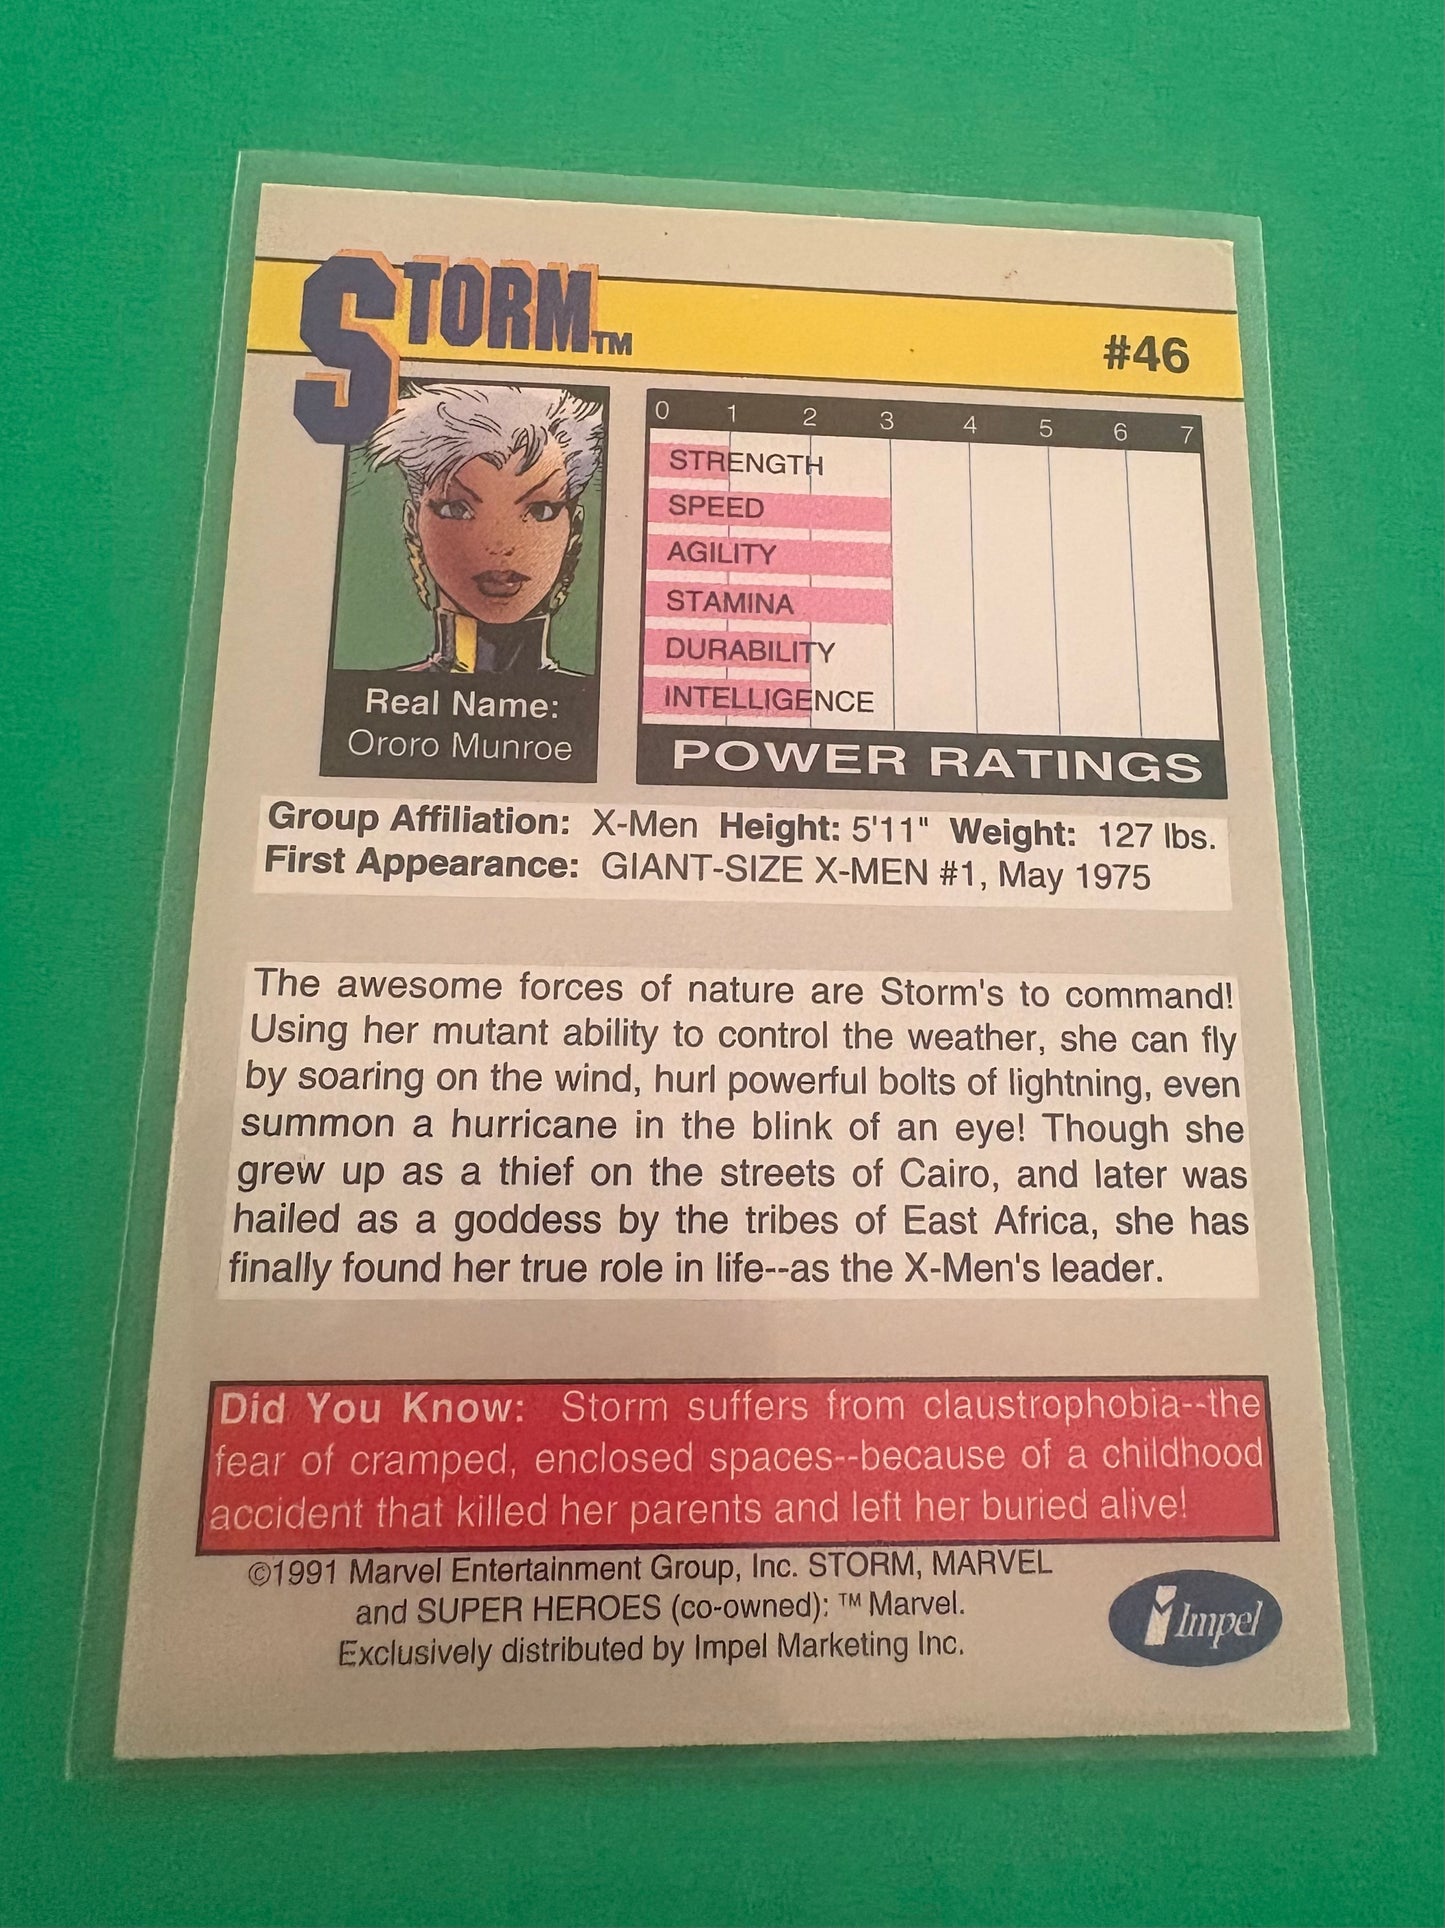 STORM™
#46
0 1 2 3 4 5 6 7
STRENGTH
SPEED
AGILITY
STAMINA
DURABILITY
INTELLIGENCE
POWER RATINGS
Real Name:
Ororo Munroe
Group Affiliation: X-Men Height: 5'11" Weight: 127 lbs.
First Appearance: GIANT-SIZE X-MEN #1, May 1975
The awesome forces of nature are Storm's to command!
Using her mutant ability to control the weather, she can fly
by soaring on the wind, hurl powerful bolts of lightning, even
summon a hurricane in the blink of an eye! Though she
grew up as a thief on the streets of Cairo, and later was
hailed as a goddess by the tribes of East Africa, she has
finally found her true role in life--as the X-Men's leader.
Did You Know: Storm suffers from claustrophobia--the
fear of cramped, enclosed spaces--because of a childhood
accident that killed her parents and left her buried alive!
©1991 Marvel Entertainment Group, Inc. STORM, MARVEL
and SUPER HEROES (co-owned): ™ Marvel.
Exclusively distributed by Impel Marketing Inc.
Impel